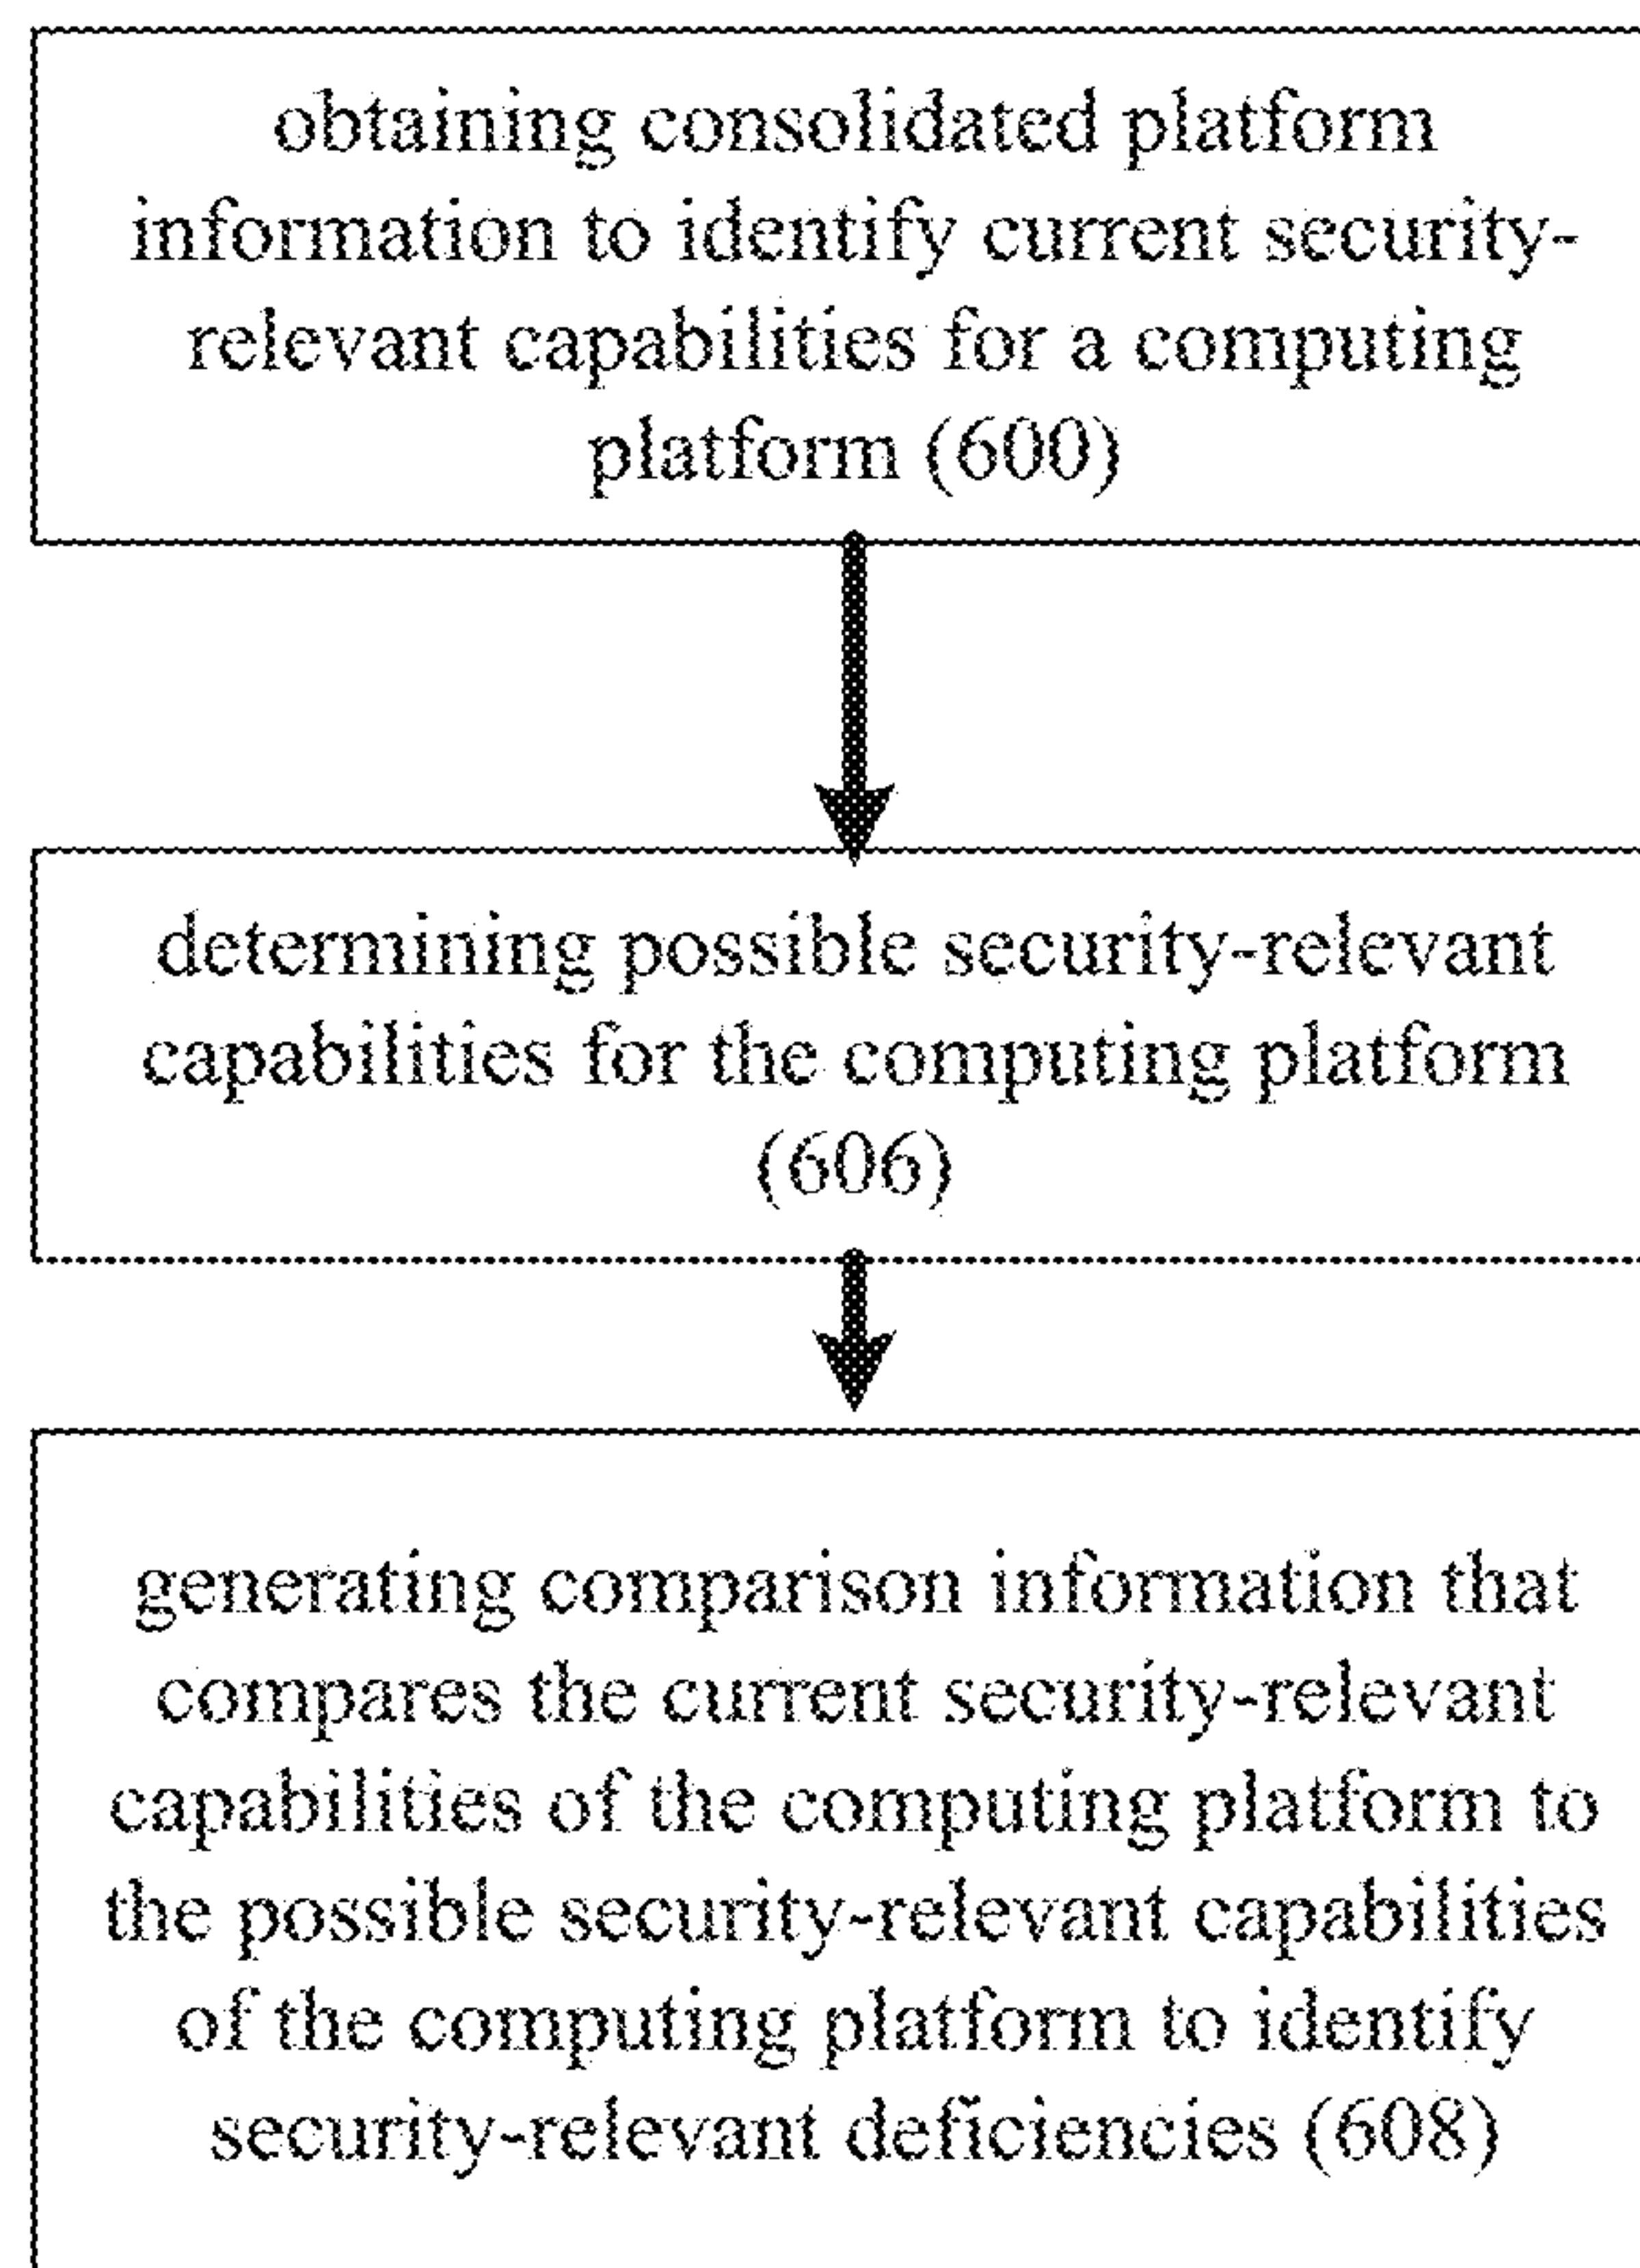 obtaining consolidated platform
information to identify current security-
relevant capabilities for a computing
platform (600)
determining possible security-relevant
capabilities for the computing platform
(606)
generating comparison information that
compares the current security-relevant
capabilities of the computing platform to
the possible security-relevant capabilities
of the computing platform to identify
security-relevant deficiencies (608)